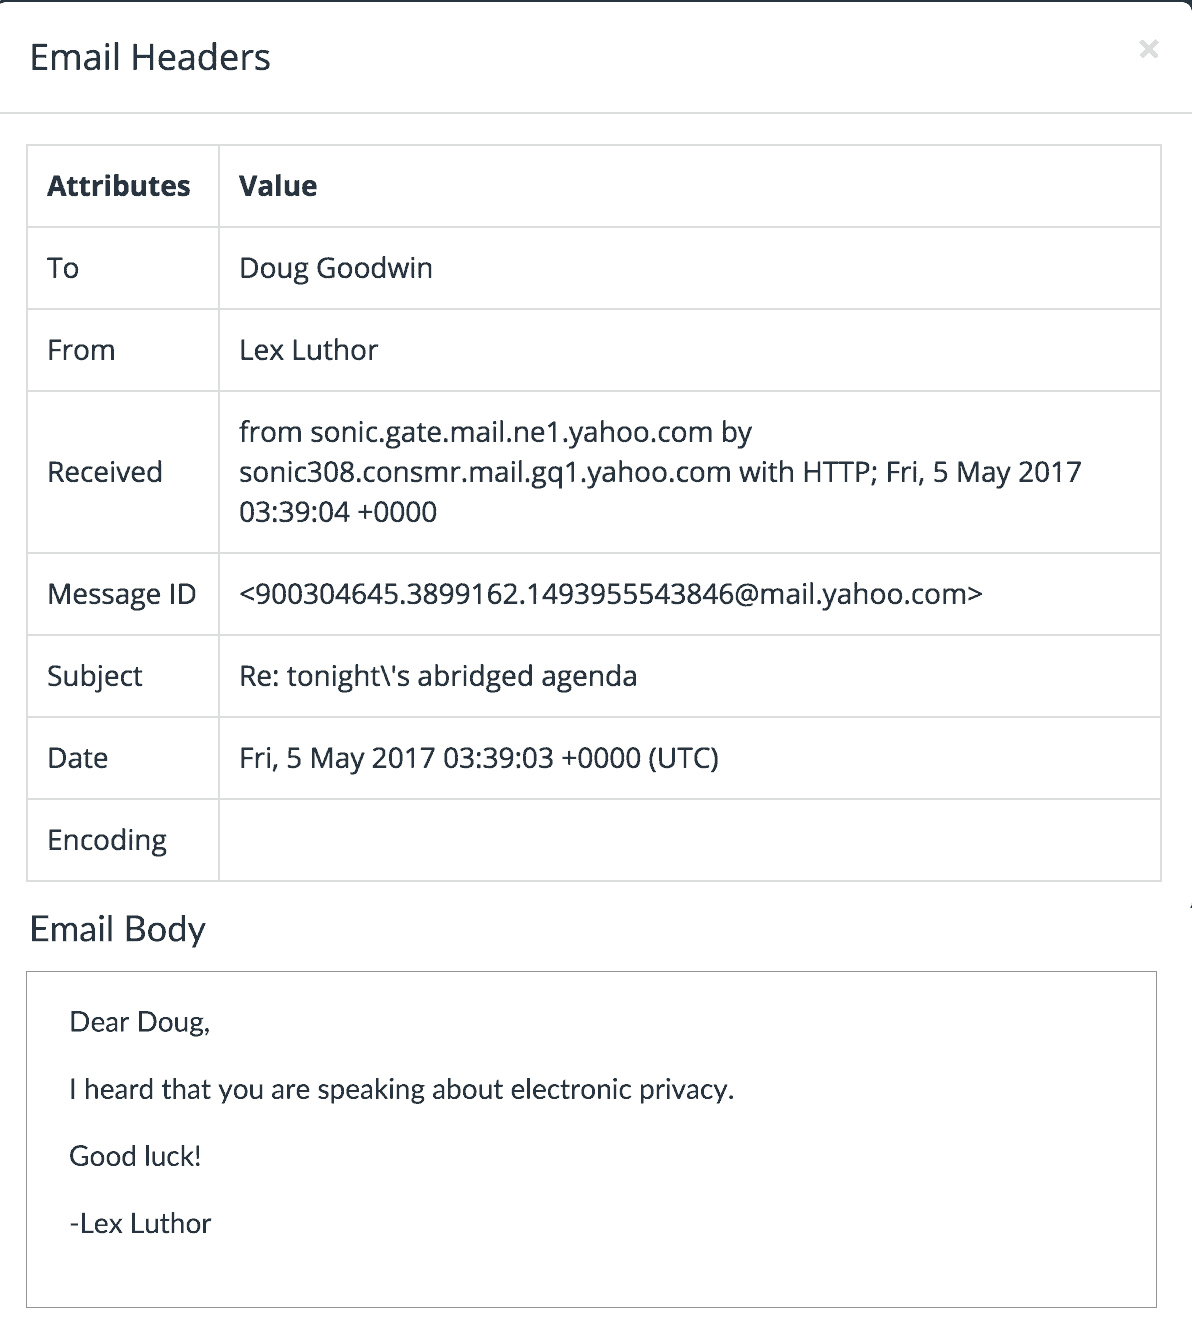 Email Headers
×
Attributes Value
To Doug Goodwin
From Lex Luthor
Received from sonic.gate.mail.ne1.yahoo.com by
sonic308.consmr.mail.gq1.yahoo.com with HTTP; Fri, 5 May 2017
03:39:04 +0000
Message ID <900304645.3899162.1493955543846@mail.yahoo.com>
Subject Re: tonight\'s abridged agenda
Date Fri, 5 May 2017 03:39:03 +0000 (UTC)
Encoding
Email Body
Dear Doug,
I heard that you are speaking about electronic privacy.
Good luck!
-Lex Luthor